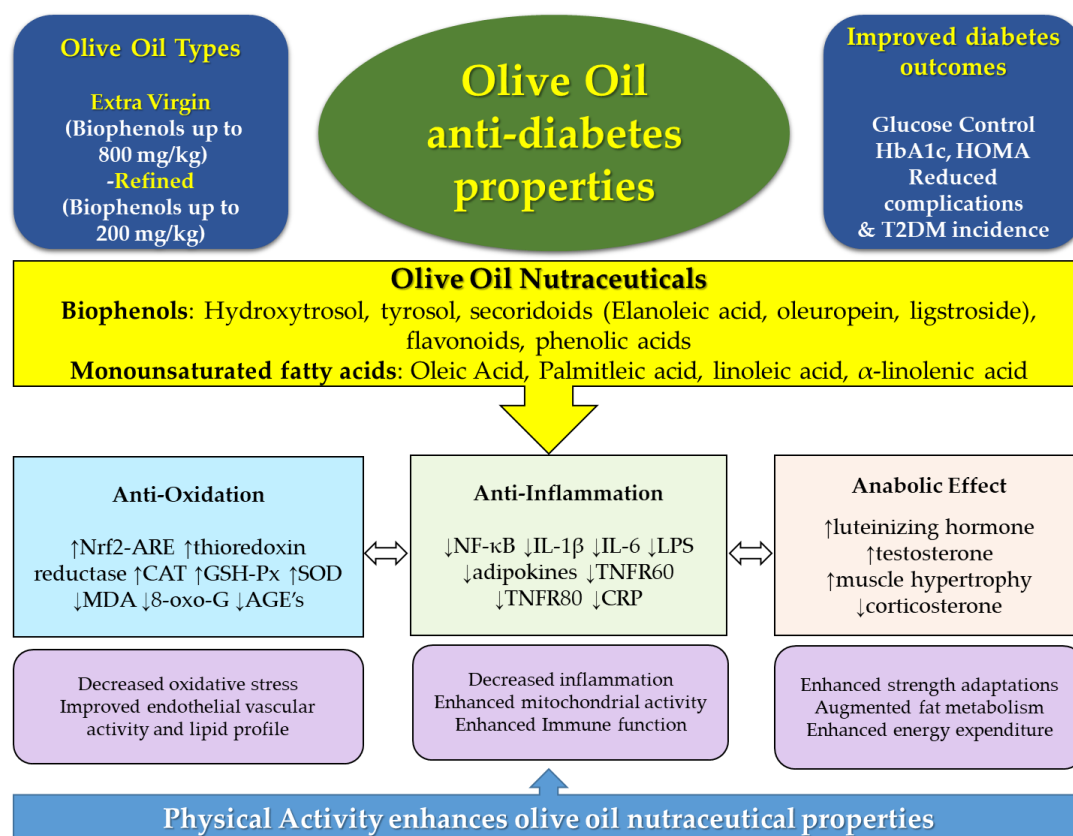 Olive Oil Types
Extra Virgin
(Biophenols up to
800 mg/kg)
-Refined
(Biophenols up to
200 mg/kg)
Olive Oil
anti-diabetes
properties
Improved diabetes
outcomes
Glucose Control
HbA1c, HOMA
Reduced
complications
& T2DM incidence
Olive Oil Nutraceuticals
Biophenols: Hydroxytrosol, tyrosol, secoridoids (Elanoleic acid, oleuropein, ligstroside),
flavonoids, phenolic acids
Monounsaturated fatty acids: Oleic Acid, Palmitleic acid, linoleic acid, α-linolenic acid
Anti-Oxidation
↑Nrf2-ARE ↑thioredoxin
reductase ↑CAT ↑GSH-Px ↑SOD
↓MDA ↓8-oxo-G ↓AGE’s
Anti-Inflammation
↓NF-κB ↓IL-1β ↓IL-6 ↓LPS
↓adipokines ↓TNFR60
↓TNFR80 ↓CRP
Anabolic Effect
↑luteinizing hormone
↑testosterone
↑muscle hypertrophy
↓corticosterone
Decreased oxidative stress
Improved endothelial vascular
activity and lipid profile
Decreased inflammation
Enhanced mitochondrial activity
Enhanced Immune function
Enhanced strength adaptations
Augmented fat metabolism
Enhanced energy expenditure
Physical Activity enhances olive oil nutraceutical properties